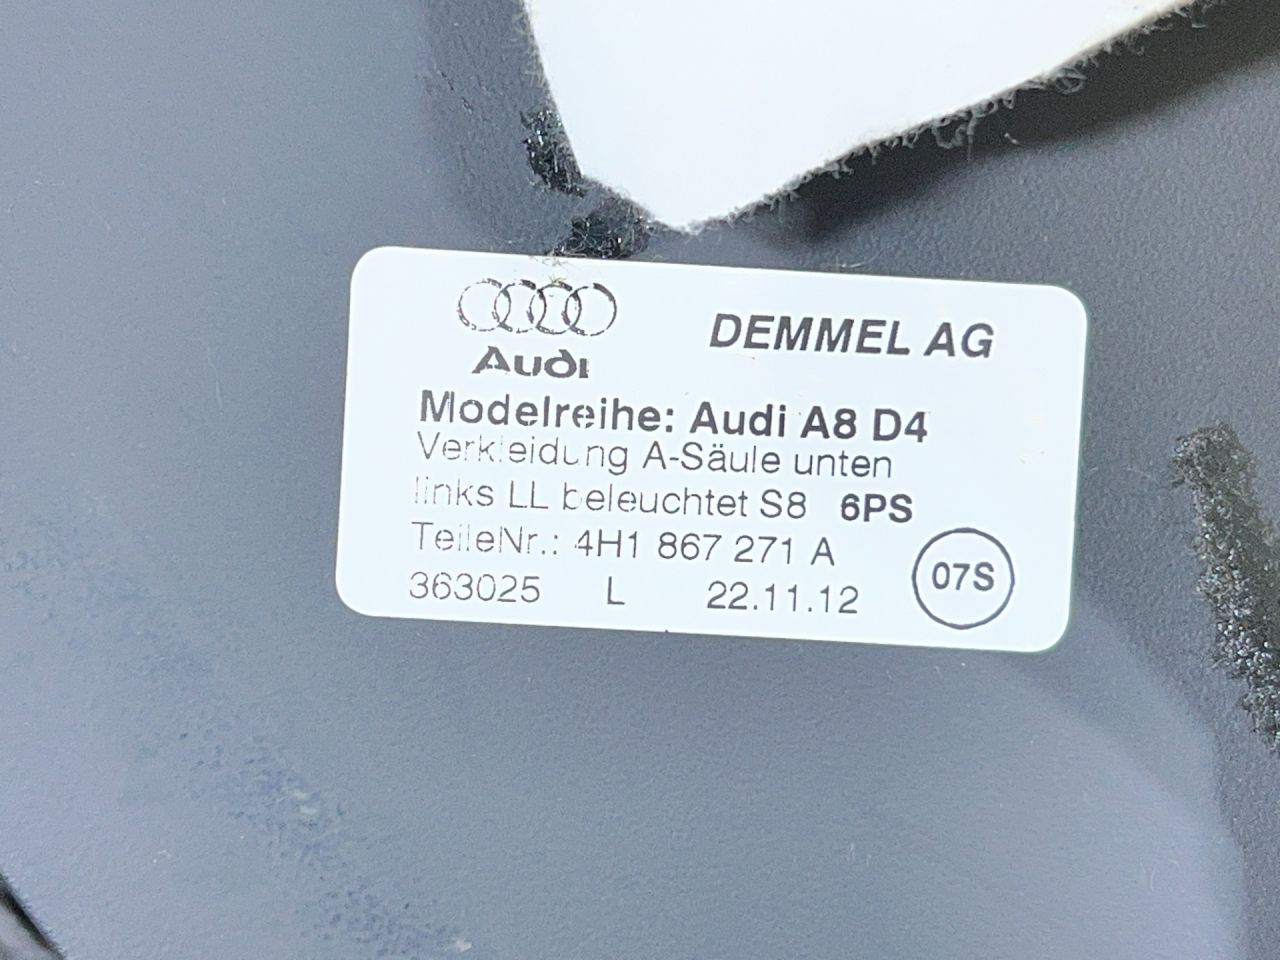 Audi
DEMMEL AG
Modelreihe: Audi A8 D4
Verkleidung A-Säule unten
links LL beleuchtet S8 6PS
TeileNr.: 4H1 867 271 A
363025 L 22.11.12
07S